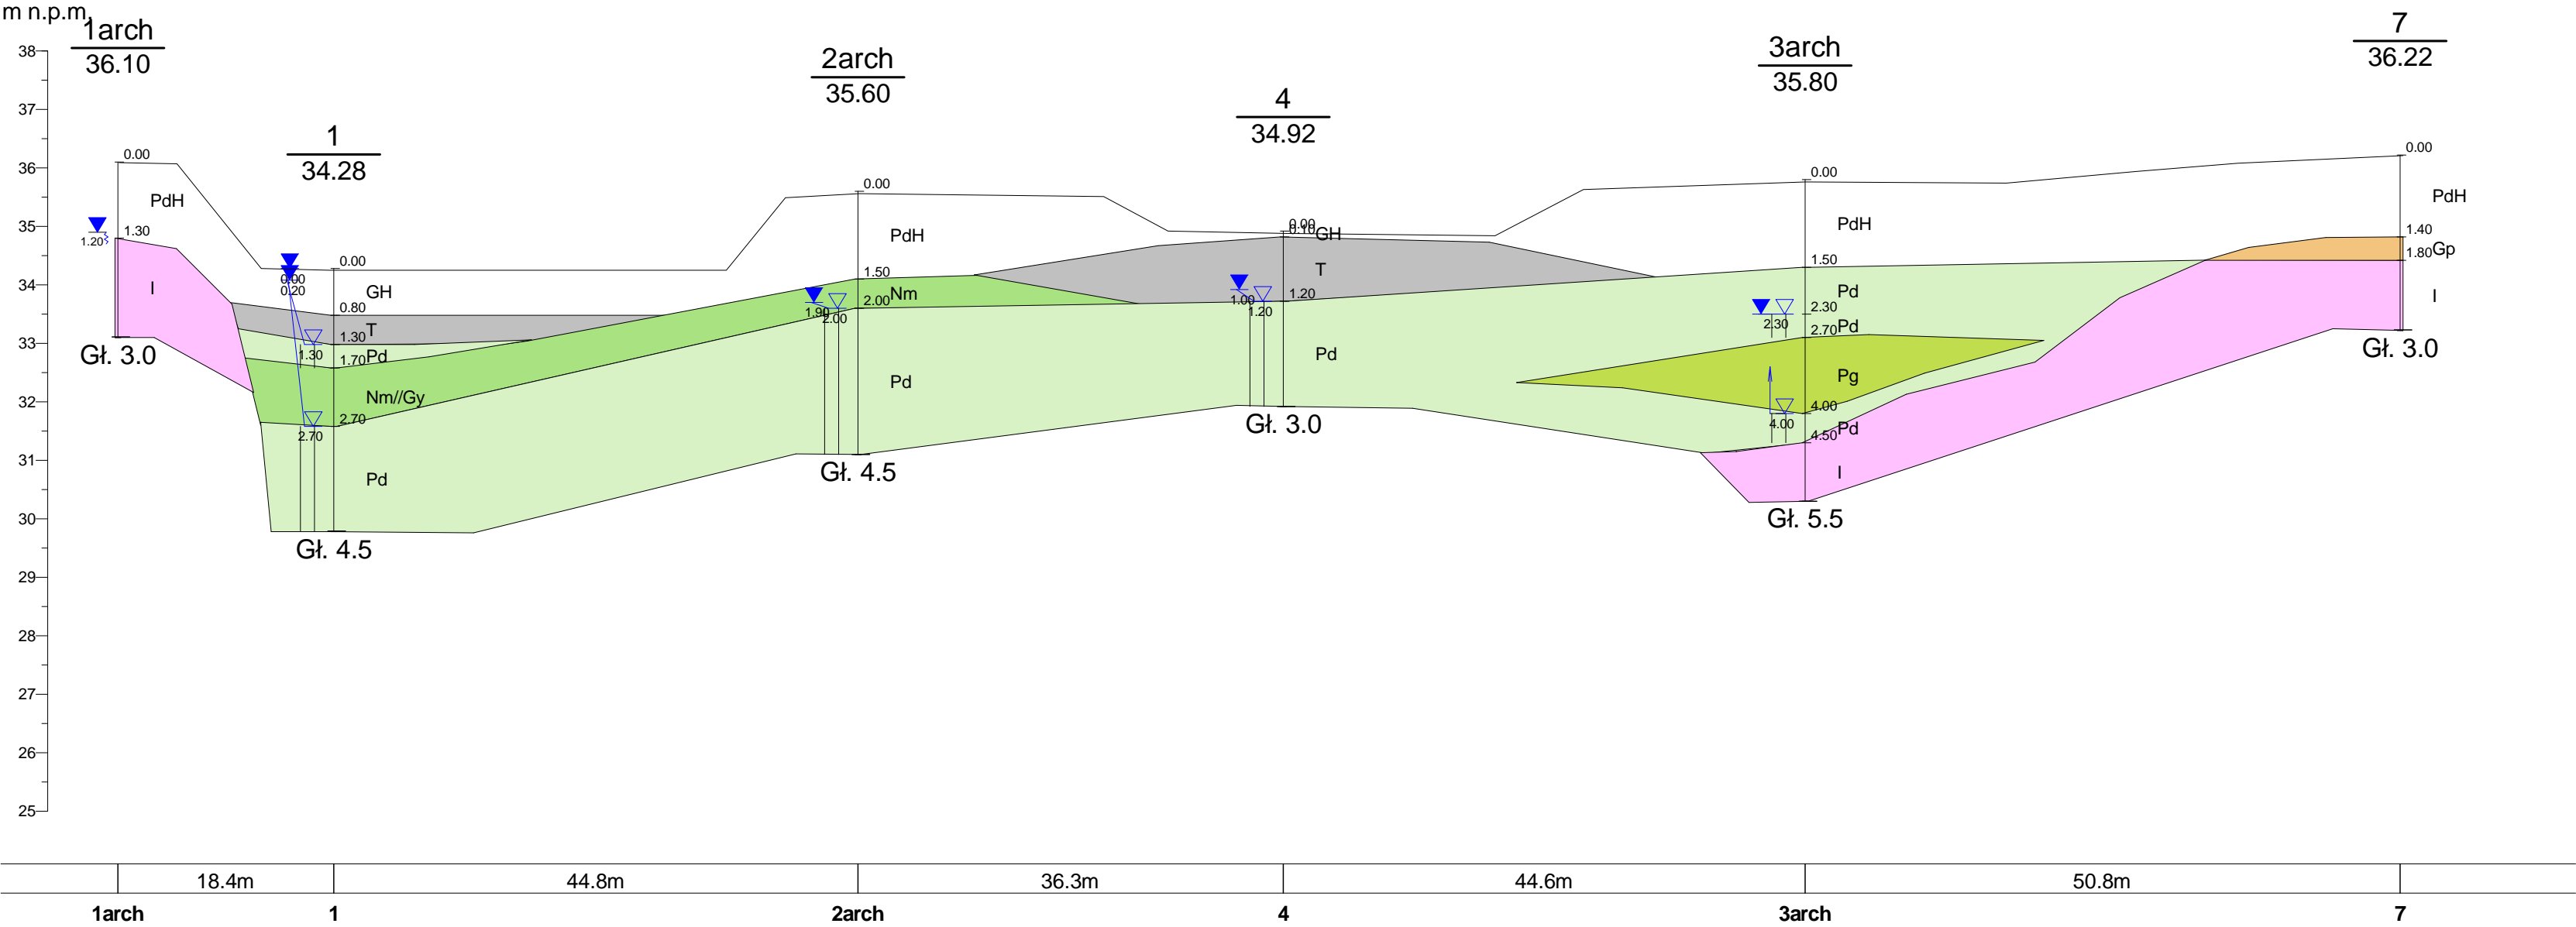 m n.p.m.
1arch
36.10
1
34.28
2arch
35.60
4
34.92
3arch
35.80
7
36.22
38
37
36
35
34
33
32
31
30
29
28
27
26
25
0.00
PdH
1.20
1.30
I
Gł. 3.0
0.00
0.00
0.20
GH
0.80
T
1.30
1.30
Pd
1.70
Nm//Gy
2.70
2.70
Pd
Gł. 4.5
0.00
PdH
1.50
Nm
1.90
2.00
2.00
Pd
Gł. 4.5
0.00
0.10
GH
T
1.00
1.20
1.20
Pd
Gł. 3.0
0.00
PdH
1.50
Pd
2.30
2.30
Pd
2.70
Pg
4.00
4.00
Pd
4.50
I
Gł. 5.5
0.00
PdH
1.40
Gp
1.80
I
Gł. 3.0
18.4m 44.8m 36.3m 44.6m 50.8m
1arch 1 2arch 4 3arch 7